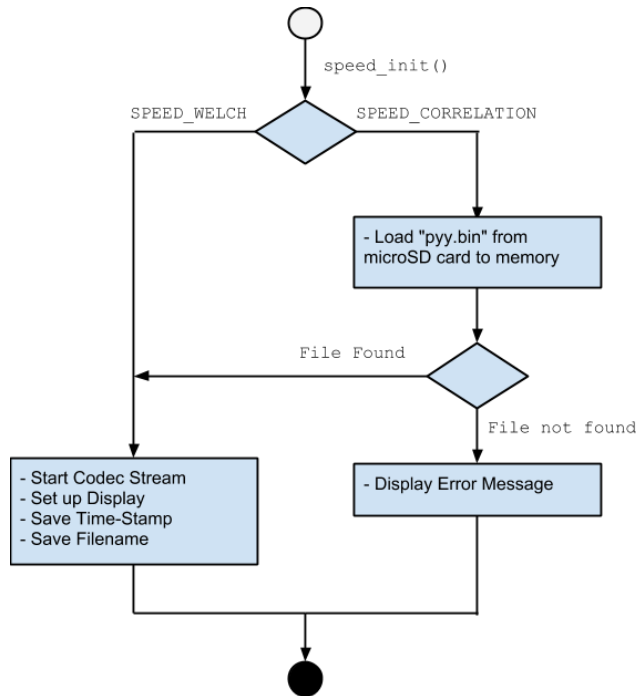 speed_init()
SPEED_WELCH
SPEED_CORRELATION
- Load "pyy.bin" from
microSD card to memory
File Found
File not found
- Start Codec Stream
- Set up Display
- Save Time-Stamp
- Save Filename
- Display Error Message